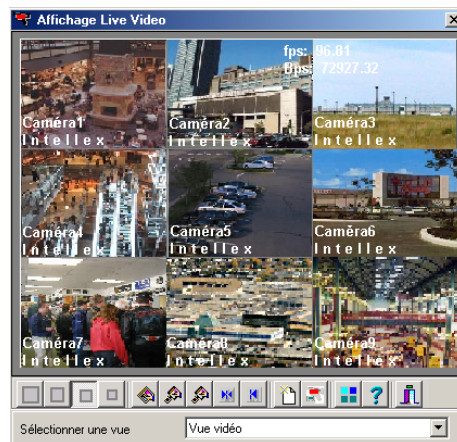 Affichage Live Video
fps: 96.81
Bps: 72927.32
Caméra1
Intellex
Caméra2
Intellex
Caméra3
Intellex
Caméra4
Intellex
Caméra5
Intellex
Caméra6
Intellex
Caméra7
Intellex
Caméra8
Intellex
Caméra9
Intellex
Sélectionner une vue
Vue vidéo